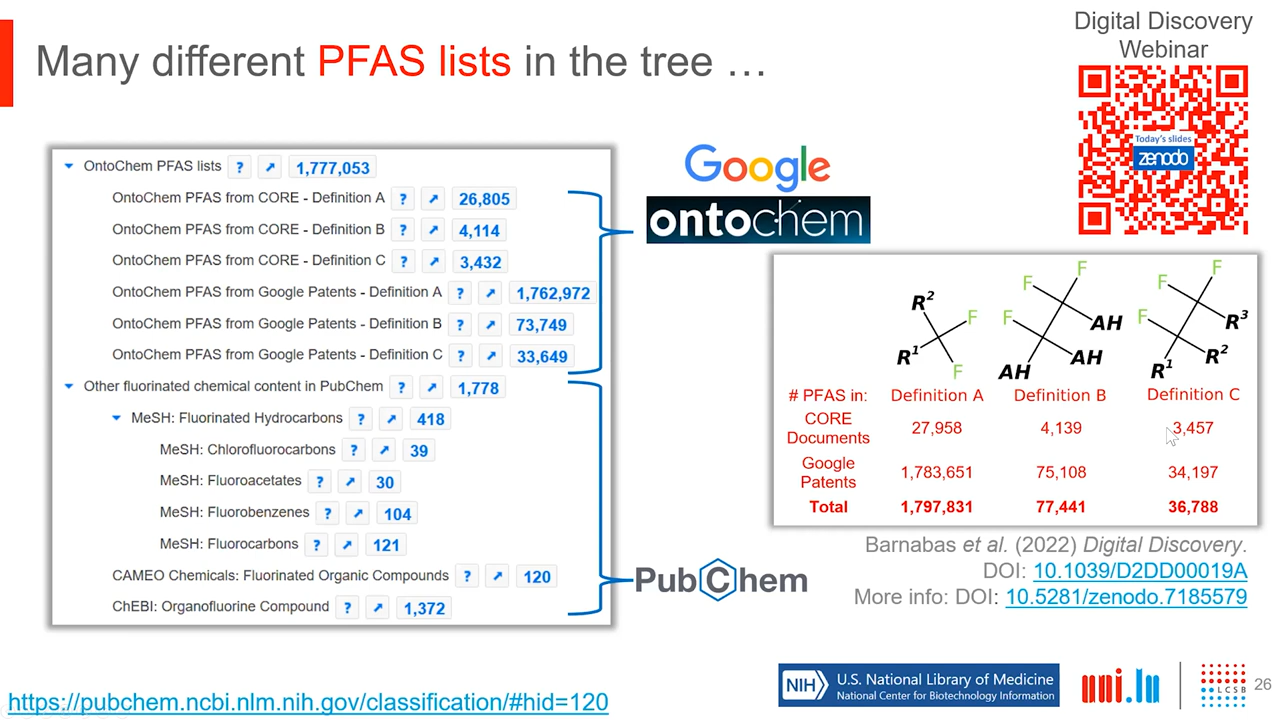 Many different PFAS lists in the tree …
Digital Discovery
Webinar
Today's slides
zenodo
OntoChem PFAS lists ? 1,777,053
OntoChem PFAS from CORE - Definition A ? 26,805
OntoChem PFAS from CORE - Definition B ? 4,114
OntoChem PFAS from CORE - Definition C ? 3,432
OntoChem PFAS from Google Patents - Definition A ? 1,762,972
OntoChem PFAS from Google Patents - Definition B ? 73,749
OntoChem PFAS from Google Patents - Definition C ? 33,649
Other fluorinated chemical content in PubChem ? 1,778
MeSH: Fluorinated Hydrocarbons ? 418
MeSH: Chlorofluorocarbons ? 39
MeSH: Fluoroacetates ? 30
MeSH: Fluorobenzenes ? 104
MeSH: Fluorocarbons ? 121
CAMEO Chemicals: Fluorinated Organic Compounds ? 120
ChEBI: Organofluorine Compound ? 1,372
Google
ontochem
PubChem
R² F R¹ F
F F F AH AH AH
F F F R³ R² R¹
# PFAS in: Definition A Definition B Definition C
CORE
Documents 27,958 4,139 3,457
Google
Patents 1,783,651 75,108 34,197
Total 1,797,831 77,441 36,788
Barnabas et al. (2022) Digital Discovery.
DOI: 10.1039/D2DD00019A
More info: DOI: 10.5281/zenodo.7185579
https://pubchem.ncbi.nlm.nih.gov/classification/#hid=120
NIH U.S. National Library of Medicine
National Center for Biotechnology Information
uni.lu
LCSB
26